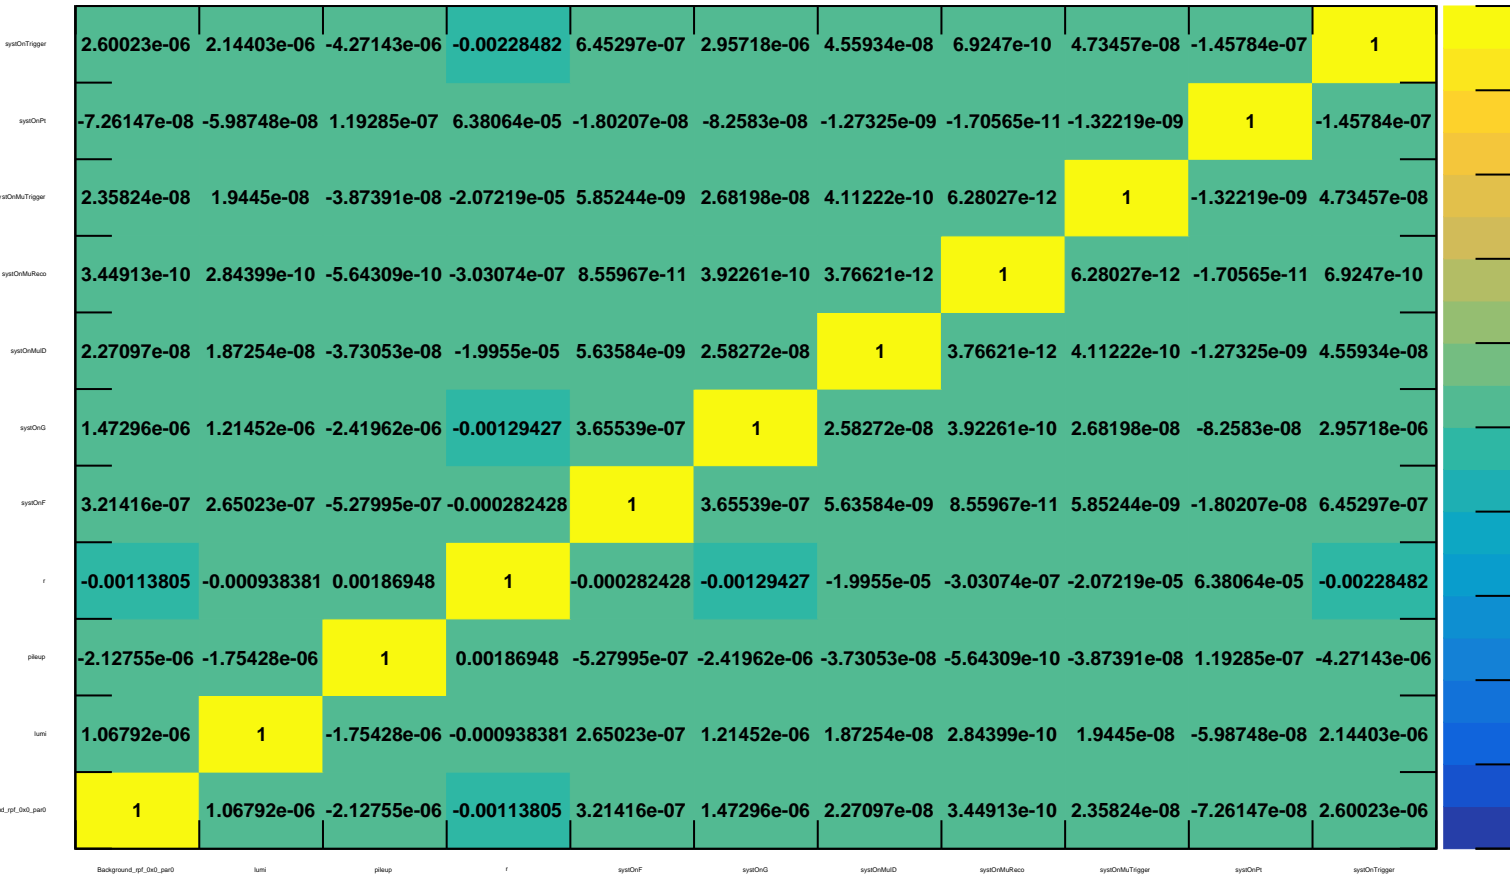 systOnTrigger 2.60023e-06 2.14403e-06 -4.27143e-06 -0.00228482 6.45297e-07 2.95718e-06 4.55934e-08 6.9247e-10 4.73457e-08 -1.45784e-07 1
systOnPt -7.26147e-08 -5.98748e-08 1.19285e-07 6.38064e-05 -1.80207e-08 -8.2583e-08 -1.27325e-09 -1.70565e-11 -1.32219e-09 1 -1.45784e-07
stOnMuTrigger 2.35824e-08 1.9445e-08 -3.87391e-08 -2.07219e-05 5.85244e-09 2.68198e-08 4.11222e-10 6.28027e-12 1 -1.32219e-09 4.73457e-08
systOnMuReco 3.44913e-10 2.84399e-10 -5.64309e-10 -3.03074e-07 8.55967e-11 3.92261e-10 3.76621e-12 1 6.28027e-12 -1.70565e-11 6.9247e-10
systOnMuID 2.27097e-08 1.87254e-08 -3.73053e-08 -1.9955e-05 5.63584e-09 2.58272e-08 1 3.76621e-12 4.11222e-10 -1.27325e-09 4.55934e-08
systOnG 1.47296e-06 1.21452e-06 -2.41962e-06 -0.00129427 3.65539e-07 1 2.58272e-08 3.92261e-10 2.68198e-08 -8.2583e-08 2.95718e-06
systOnF 3.21416e-07 2.65023e-07 -5.27995e-07 -0.000282428 1 3.65539e-07 5.63584e-09 8.55967e-11 5.85244e-09 -1.80207e-08 6.45297e-07
r -0.00113805 -0.000938381 0.00186948 1 -0.000282428 -0.00129427 -1.9955e-05 -3.03074e-07 -2.07219e-05 6.38064e-05 -0.00228482
pileup -2.12755e-06 -1.75428e-06 1 0.00186948 -5.27995e-07 -2.41962e-06 -3.73053e-08 -5.64309e-10 -3.87391e-08 1.19285e-07 -4.27143e-06
lumi 1.06792e-06 1 -1.75428e-06 -0.000938381 2.65023e-07 1.21452e-06 1.87254e-08 2.84399e-10 1.9445e-08 -5.98748e-08 2.14403e-06
d_rpf_0x0_par0 1 1.06792e-06 -2.12755e-06 -0.00113805 3.21416e-07 1.47296e-06 2.27097e-08 3.44913e-10 2.35824e-08 -7.26147e-08 2.60023e-06
Background_rpf_0x0_par0 lumi pileup r systOnF systOnG systOnMuID systOnMuReco systOnMuTrigger systOnPt systOnTrigger